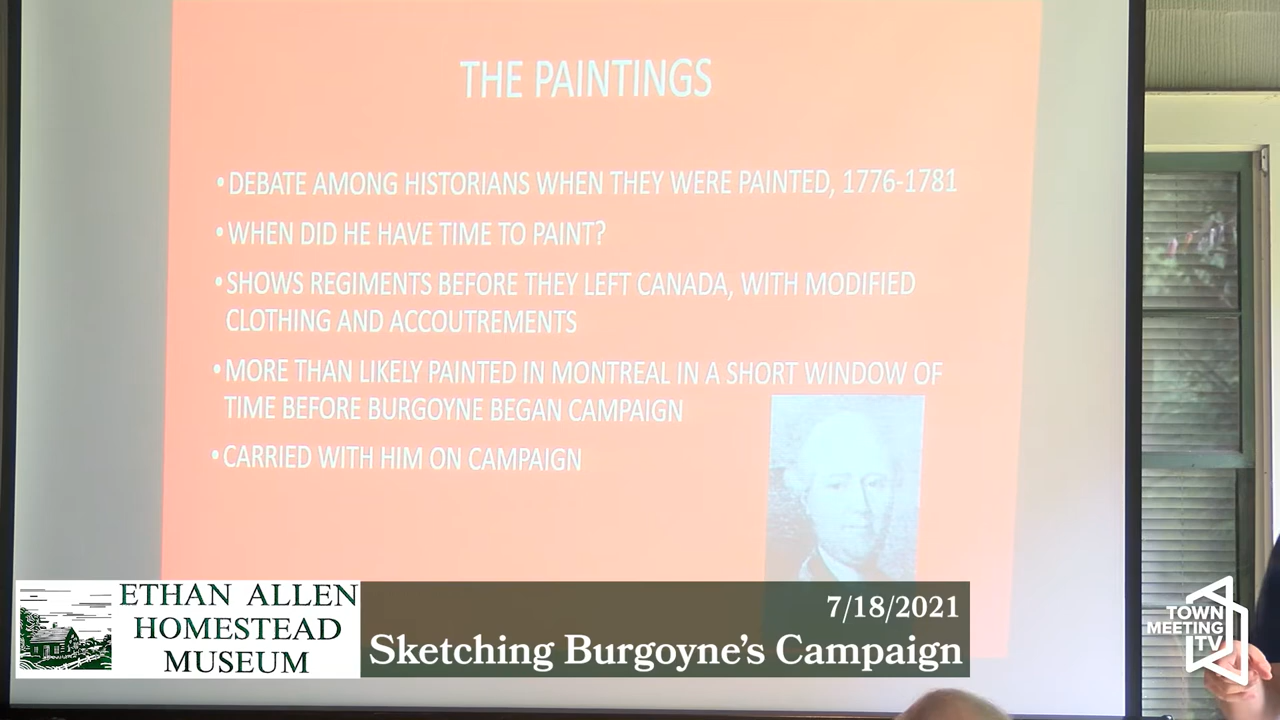 THE PAINTINGS
• DEBATE AMONG HISTORIANS WHEN THEY WERE PAINTED, 1776-1781
• WHEN DID HE HAVE TIME TO PAINT?
• SHOWS REGIMENTS BEFORE THEY LEFT CANADA, WITH MODIFIED
CLOTHING AND ACCOUTREMENTS
• MORE THAN LIKELY PAINTED IN MONTREAL IN A SHORT WINDOW OF
TIME BEFORE BURGOYNE BEGAN CAMPAIGN
• CARRIED WITH HIM ON CAMPAIGN
ETHAN ALLEN
HOMESTEAD
MUSEUM
7/18/2021
Sketching Burgoyne's Campaign
TOWN
MEETING
TV